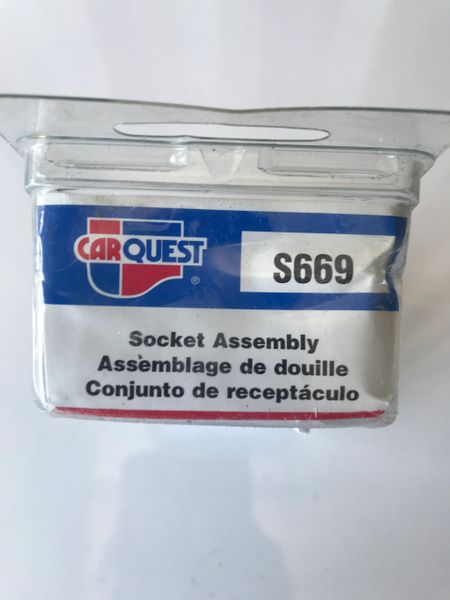 CARQUEST ®
S669
Socket Assembly
Assemblage de douille
Conjunto de receptáculo